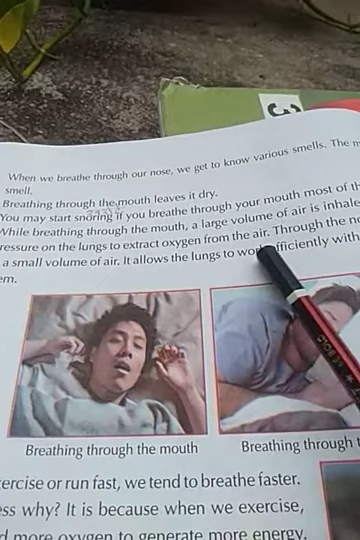 When we breathe through our nose, we get to know various smells. The
smell.
Breathing through the mouth leaves it dry.
You may start snoring if you breathe through your mouth most of
While breathing through the mouth, a large volume of air is inhale
ressure on the lungs to extract oxygen from the air. Through the
a small volume of air. It allows the lungs to work efficiently with
em.
Breathing through the mouth
Breathing through
ercise or run fast, we tend to breathe faster.
ess why? It is because when we exercise,
d more oxygen to generate more energy.